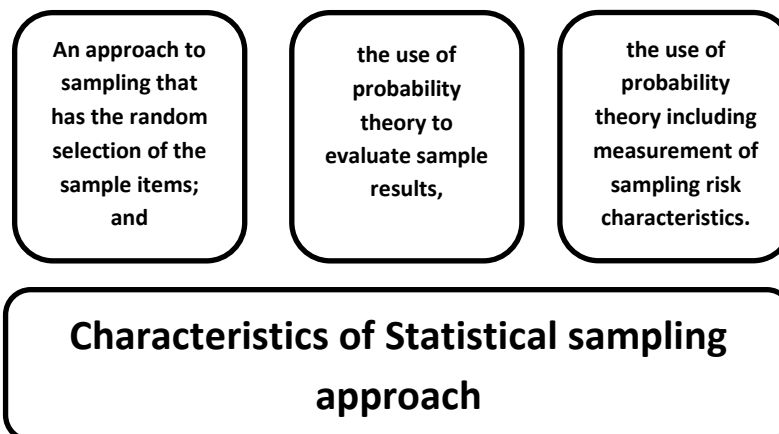 An approach to
sampling that
has the random
selection of the
sample items;
and
the use of
probability
theory to
evaluate sample
results,
the use of
probability
theory including
measurement of
sampling risk
characteristics.
Characteristics of Statistical sampling
approach